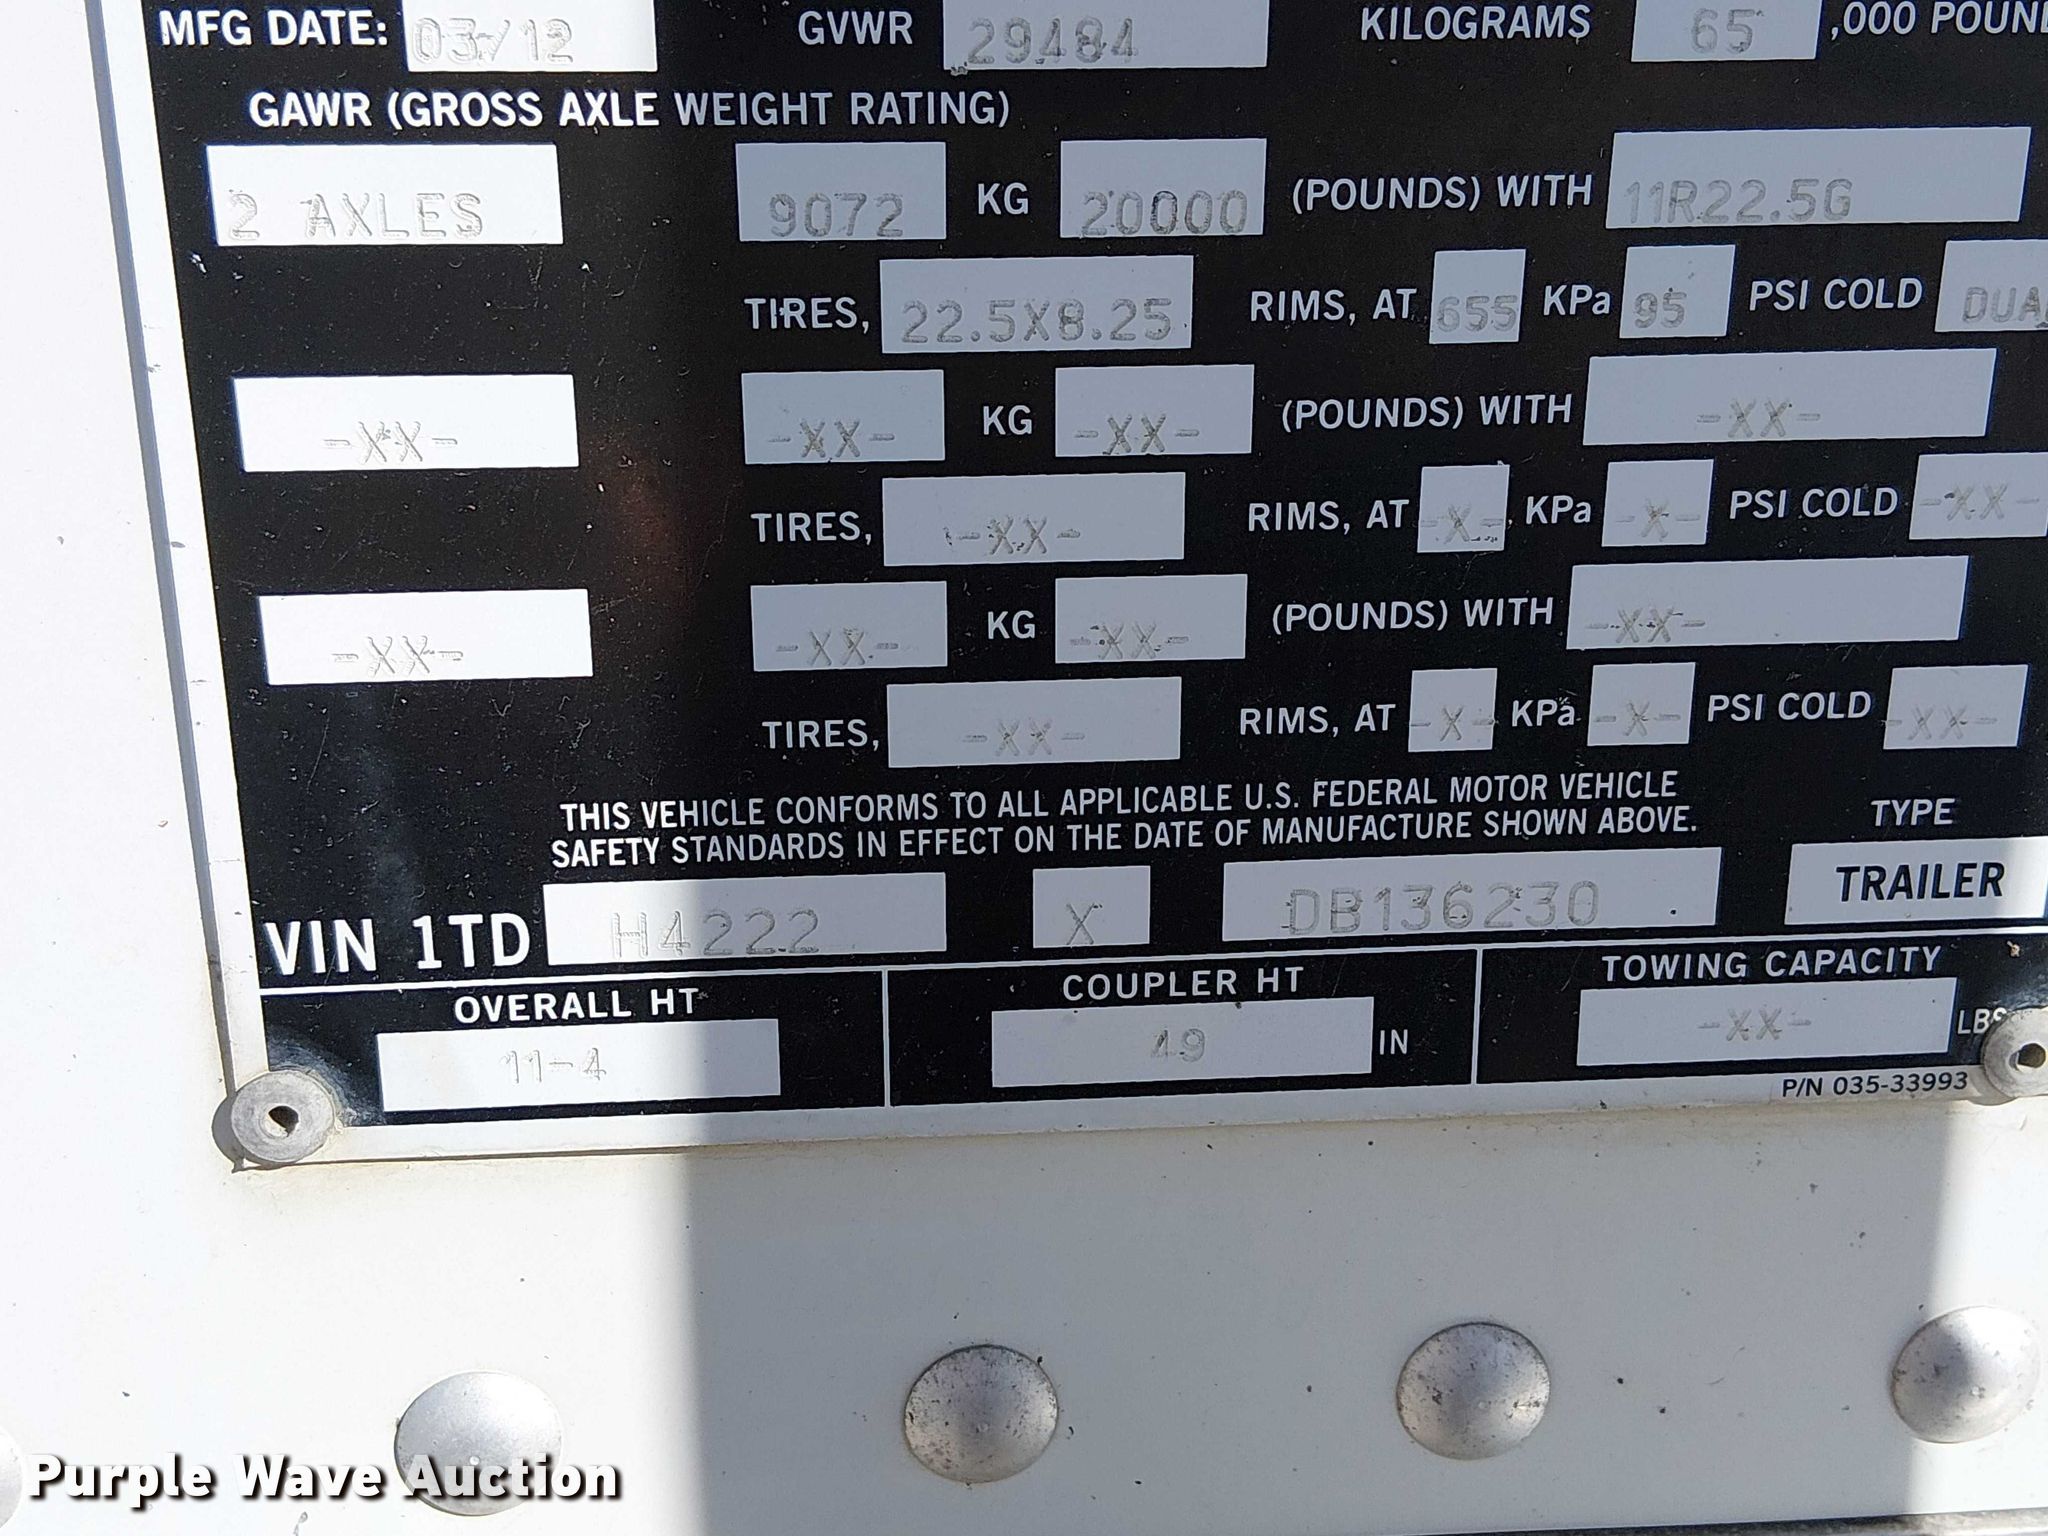 MFG DATE: 03/12 GVWR 29484 KILOGRAMS 65 ,000 POUND
GAWR (GROSS AXLE WEIGHT RATING)
2 AXLES 9072 KG 20000 (POUNDS) WITH 11R22.5G
TIRES, 22.5X8.25 RIMS, AT 655 KPa 95 PSI COLD DUAL
-XX- -XX- KG -XX- (POUNDS) WITH -XX-
TIRES, -XX- RIMS, AT -X- KPa -X- PSI COLD -XX-
-XX- -XX- KG -XX- (POUNDS) WITH -XX-
TIRES, -XX- RIMS, AT -X- KPa -X- PSI COLD -XX-
THIS VEHICLE CONFORMS TO ALL APPLICABLE U.S. FEDERAL MOTOR VEHICLE
SAFETY STANDARDS IN EFFECT ON THE DATE OF MANUFACTURE SHOWN ABOVE.
TYPE
VIN 1TD H4222 X DB136230 TRAILER
OVERALL HT COUPLER HT TOWING CAPACITY
11-4 49 IN -XX- LBS
P/N 035-33993
Purple Wave Auction